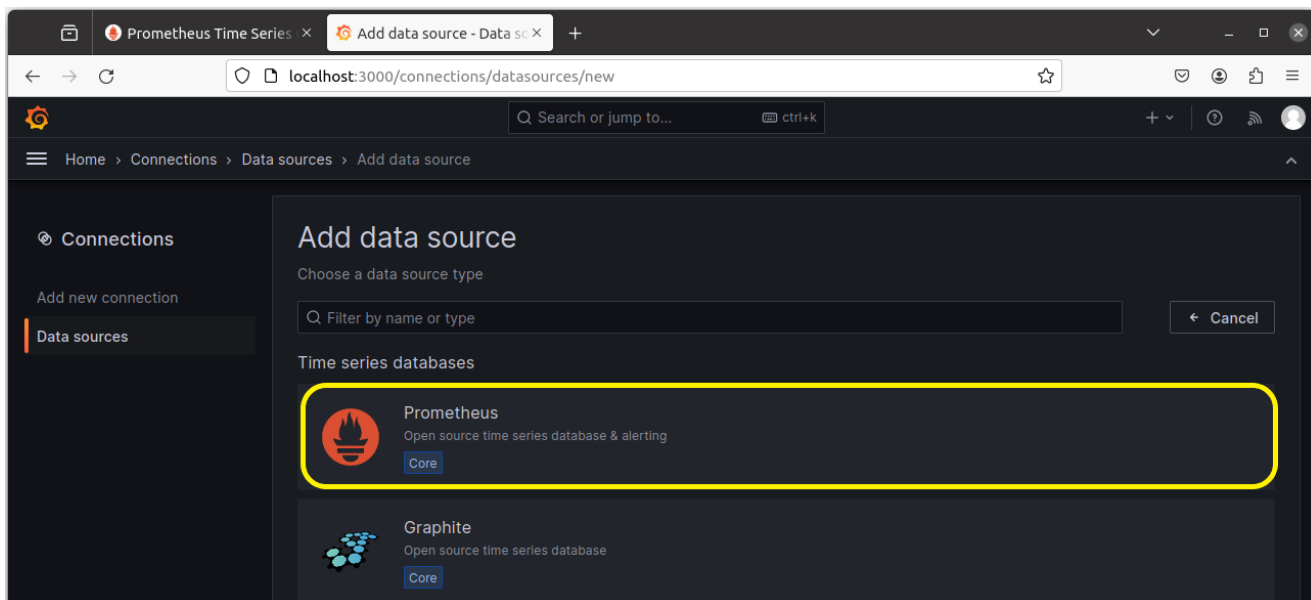 Prometheus Time Series
Add data source - Data so
localhost:3000/connections/datasources/new
Search or jump to... ctrl+k
Home › Connections › Data sources › Add data source
Connections
Add new connection
Data sources
Add data source
Choose a data source type
Filter by name or type
Cancel
Time series databases
Prometheus
Open source time series database & alerting
Core
Graphite
Open source time series database
Core